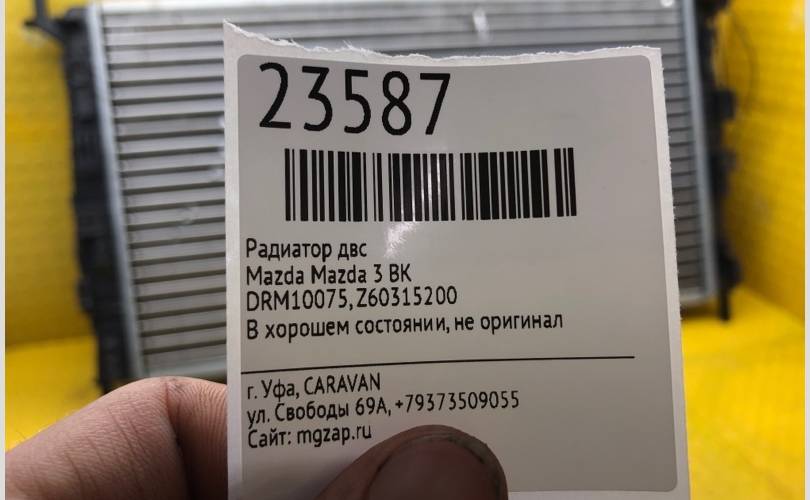 23587
Радиатор двс
Mazda Mazda 3 BK
DRM10075, Z60315200
В хорошем состоянии, не оригинал
г. Уфа, CARAVAN
ул. Свободы 69А, +79373509055
Сайт: mgzap.ru